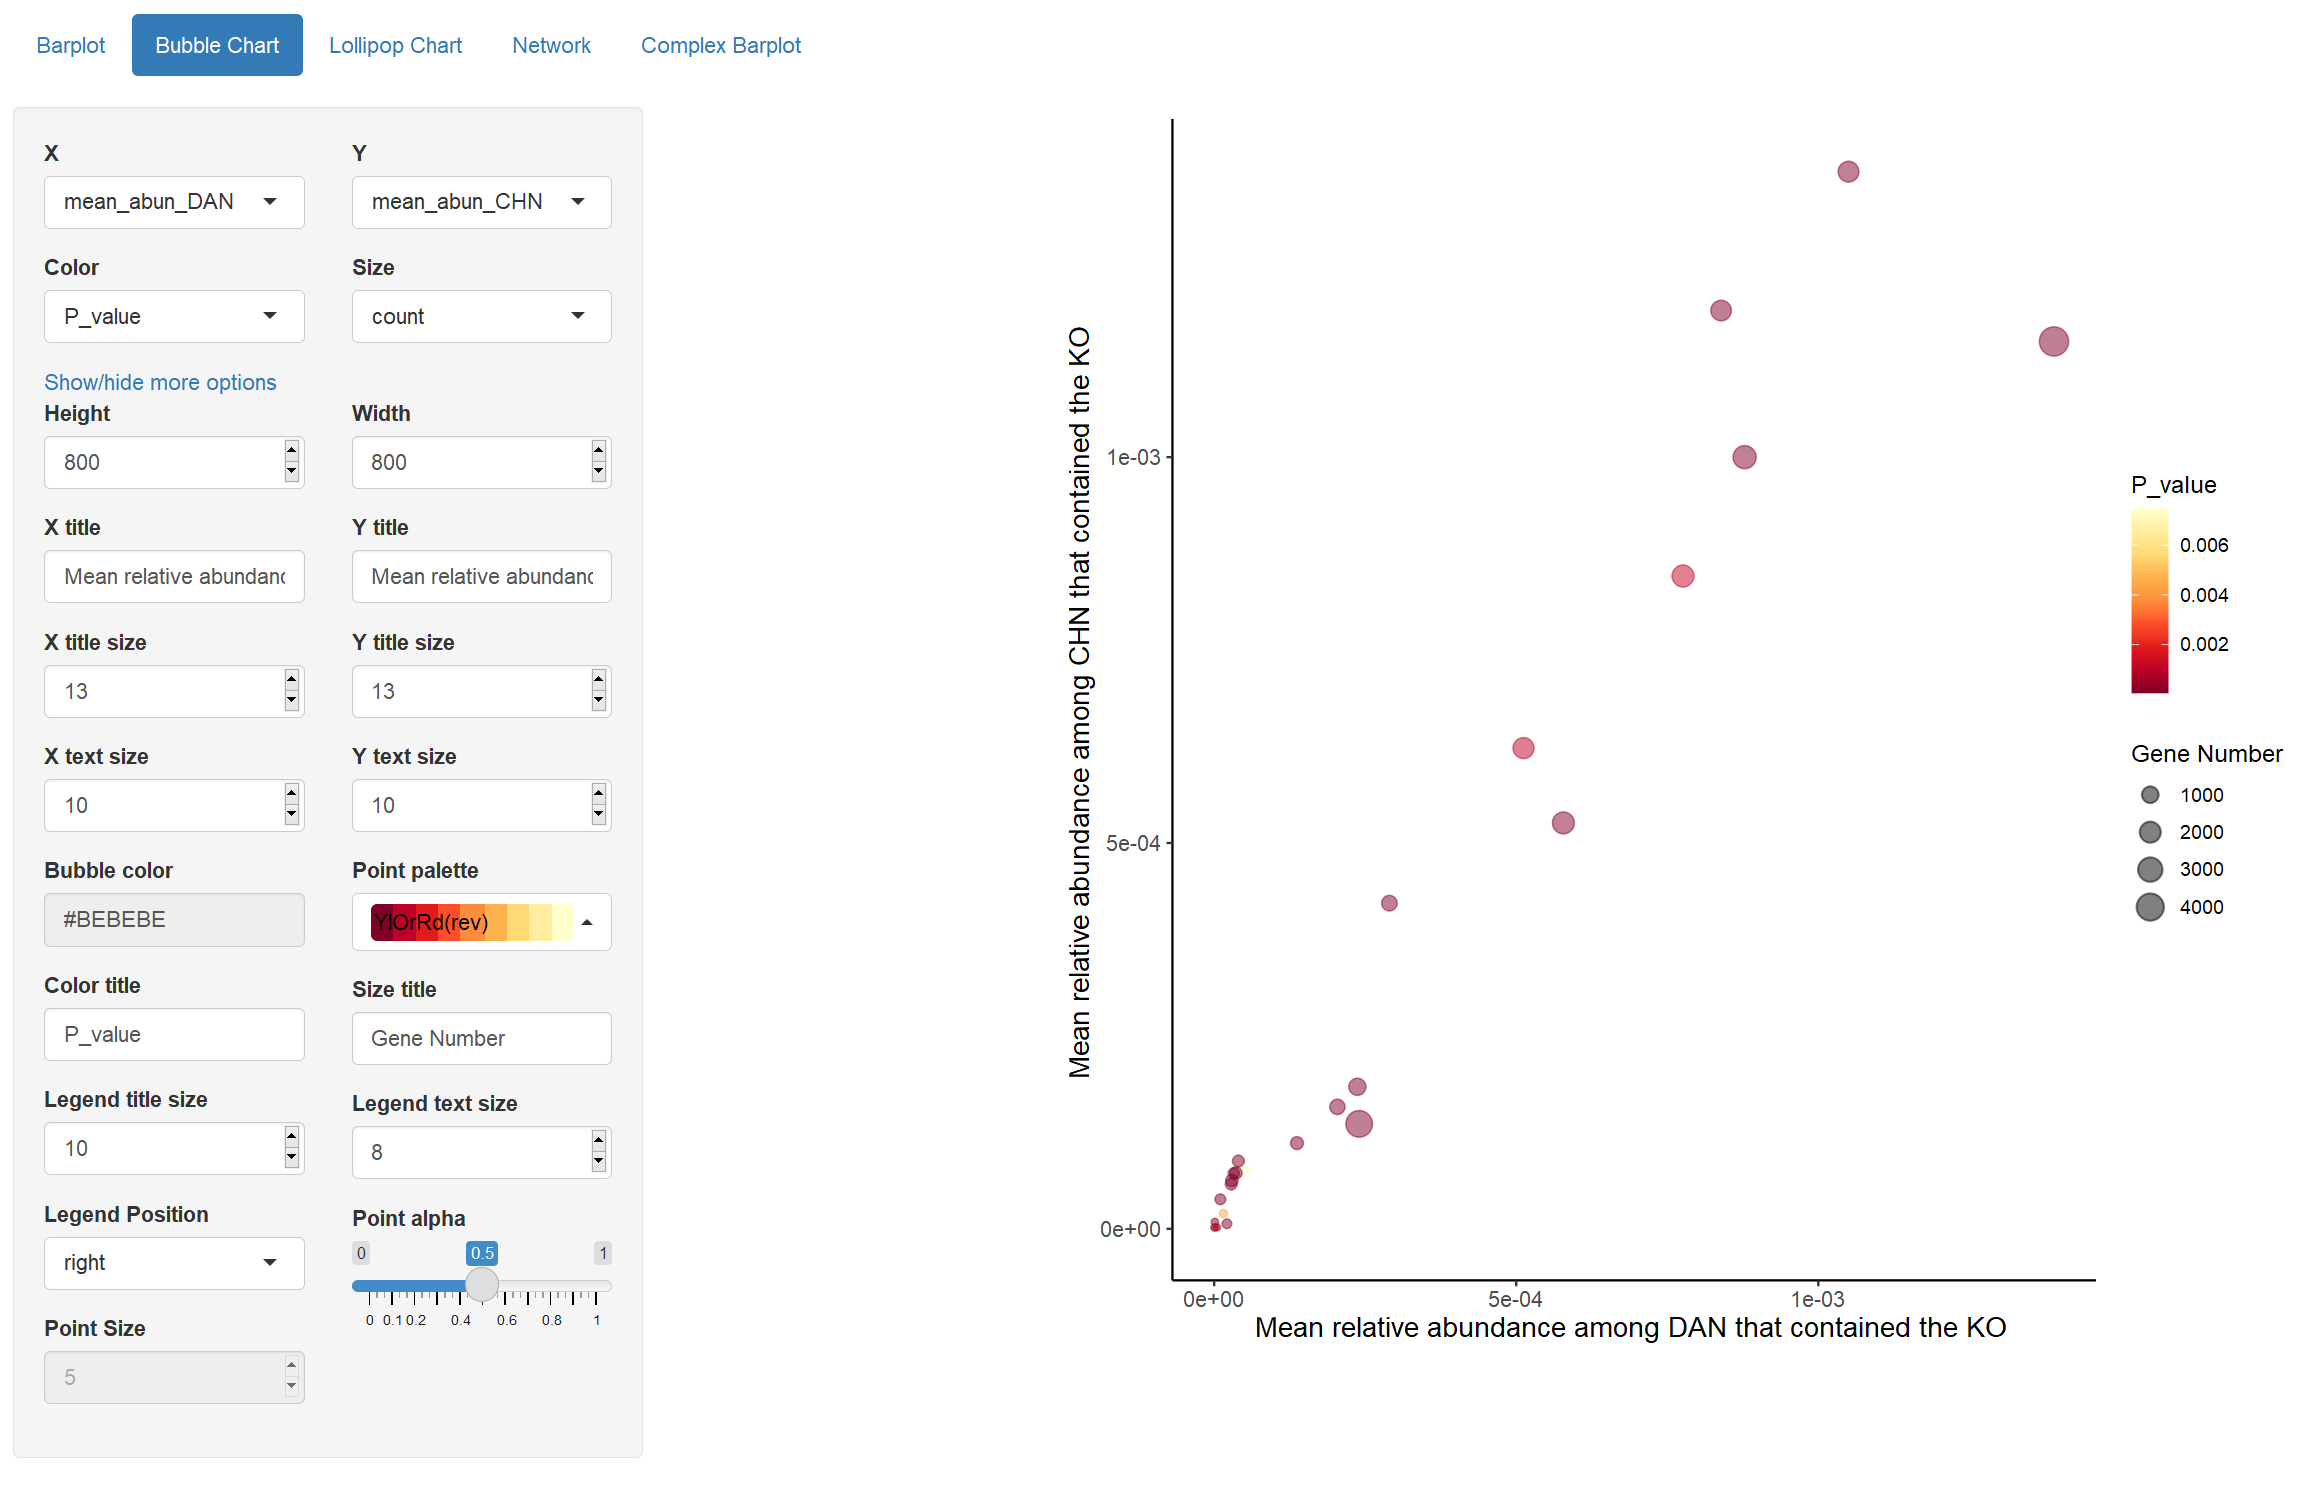 Barplot Bubble Chart Lollipop Chart Network Complex Barplot
X Y
mean_abun_DAN mean_abun_CHN
Color Size
P_value count
Show/hide more options
Height Width
800 800
X title Y title
Mean relative abundanc Mean relative abundanc
X title size Y title size
13 13
X text size Y text size
10 10
Bubble color Point palette
#BEBEBE YlOrRd(rev)
Color title Size title
P_value Gene Number
Legend title size Legend text size
10 8
Legend Position Point alpha
0 0.5 1
right
0 0.1 0.2 0.4 0.6 0.8 1
Point Size
5
Mean relative abundance among CHN that contained the KO
1e-03
5e-04
0e+00
0e+00 5e-04 1e-03
Mean relative abundance among DAN that contained the KO
P_value
0.006
0.004
0.002
Gene Number
1000
2000
3000
4000